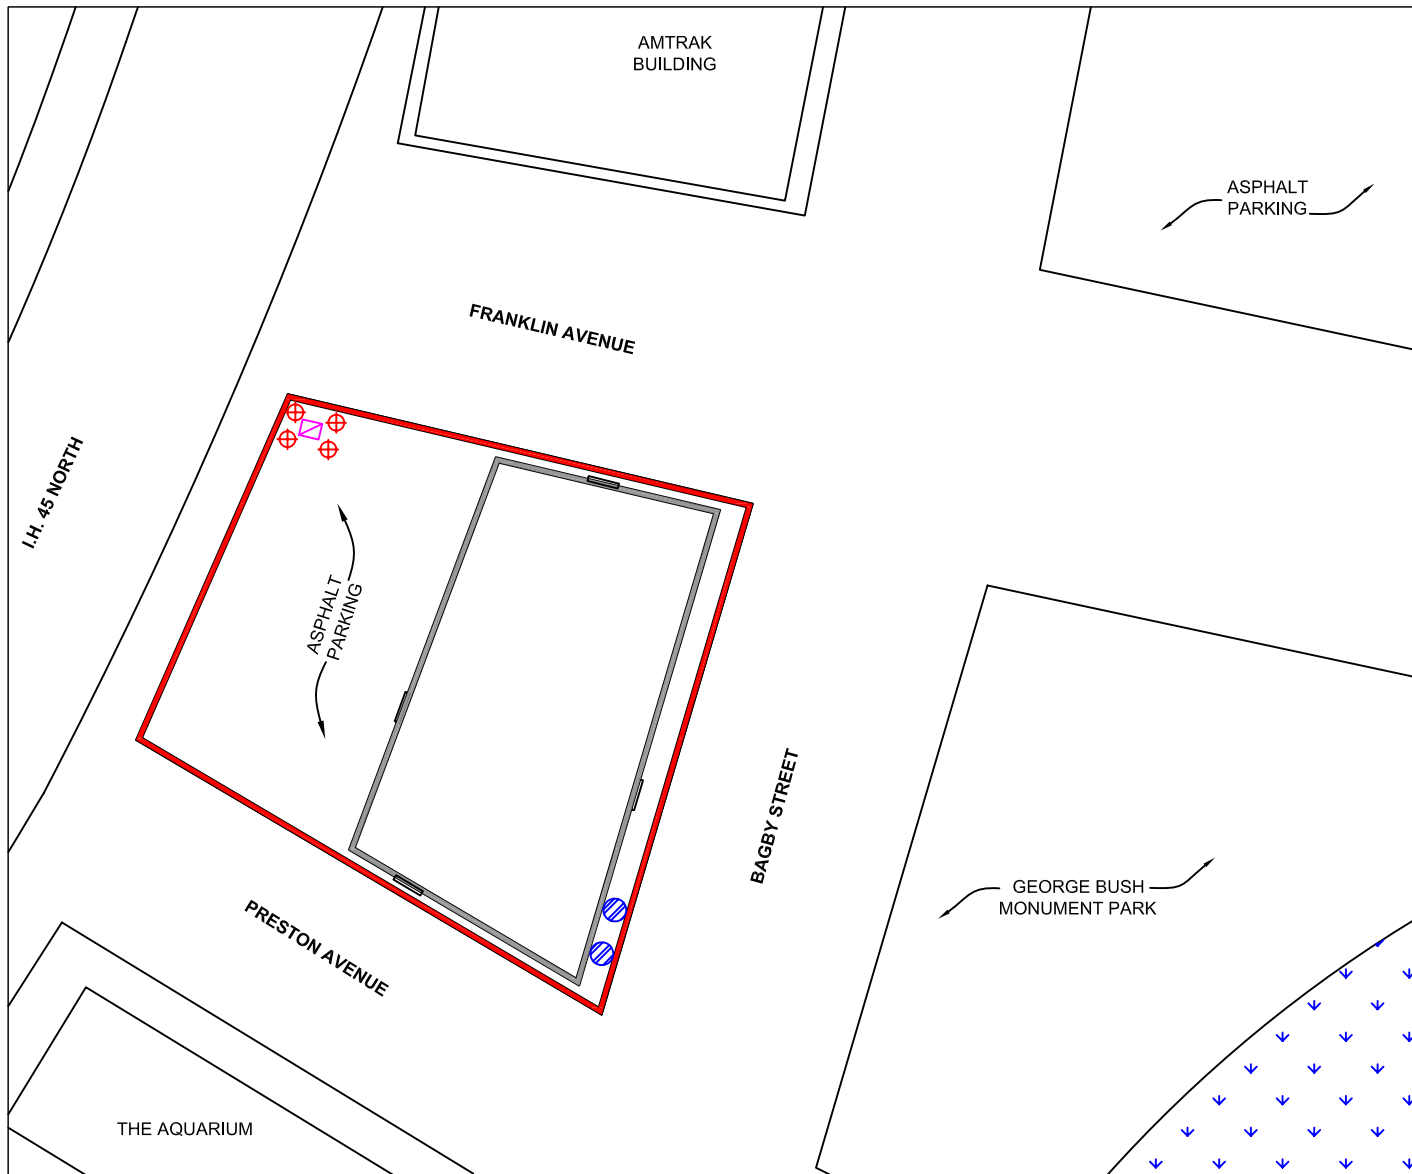 AMTRAK
BUILDING
ASPHALT
PARKING
FRANKLIN AVENUE
I.H. 45 NORTH
ASPHALT
PARKING
BAGBY STREET
GEORGE BUSH
MONUMENT PARK
PRESTON AVENUE
THE AQUARIUM